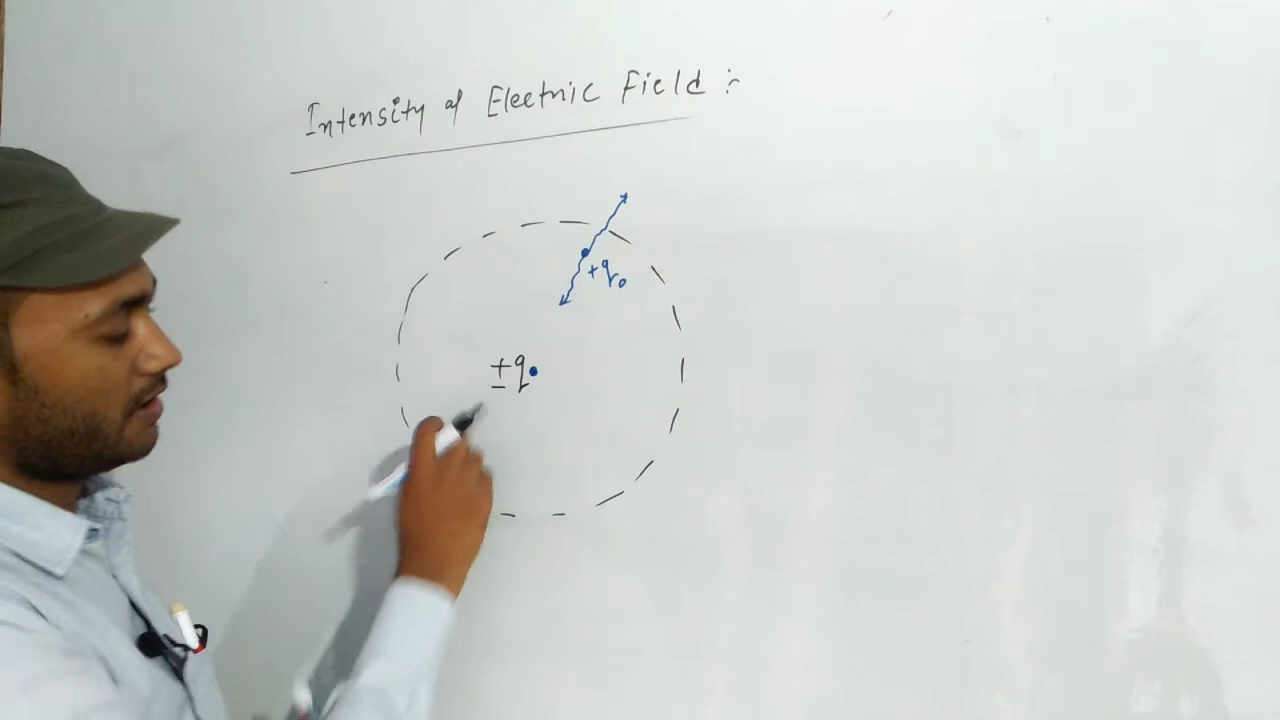 Intensity of Electric Field :-
+q₀
±q